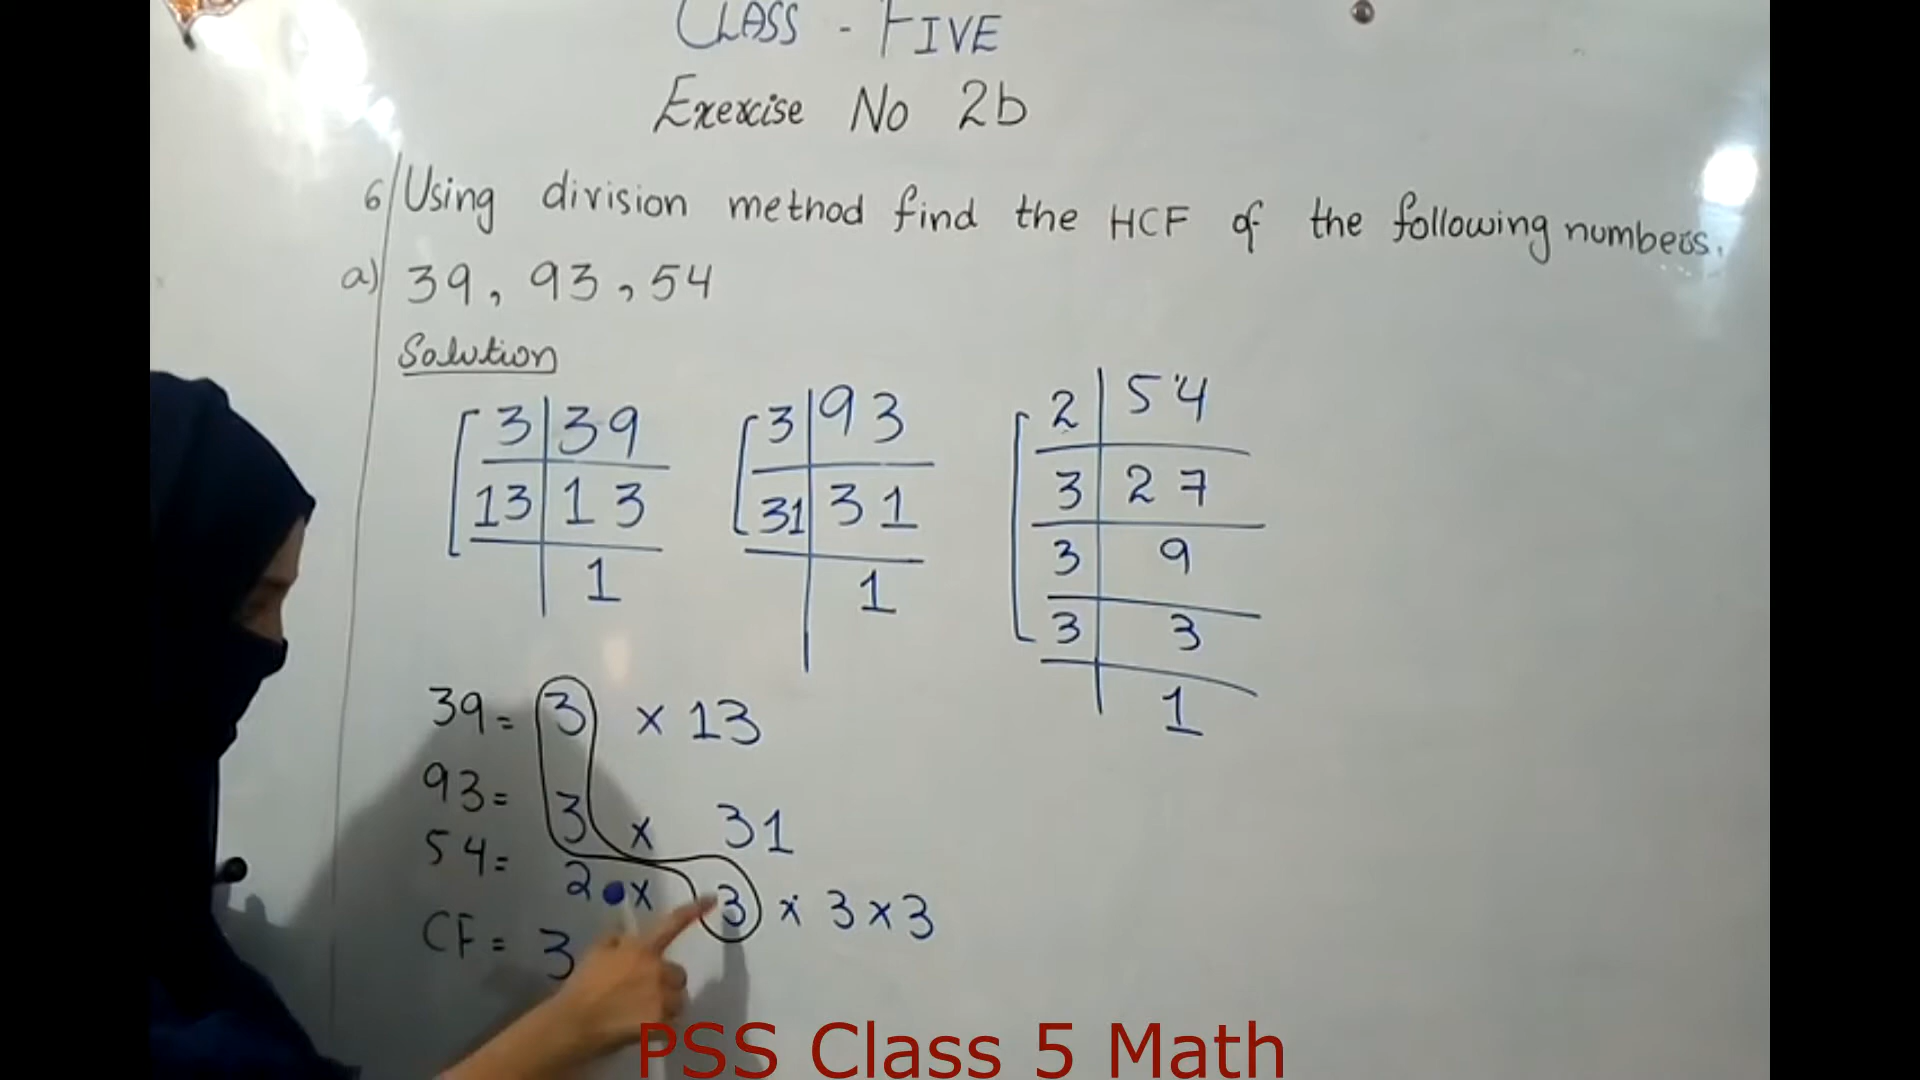 CLASS - FIVE
Exercise No 2b
6/ Using division method find the HCF of the following numbers.
a) 39, 93, 54
Solution
3 | 39
13 | 13
1
3 | 93
31 | 31
1
2 | 54
3 | 27
3 | 9
3 | 3
1
39 = 3 x 13
93 = 3 x 31
54 = 2 x 3 x 3 x 3
CF = 3
PSS Class 5 Math